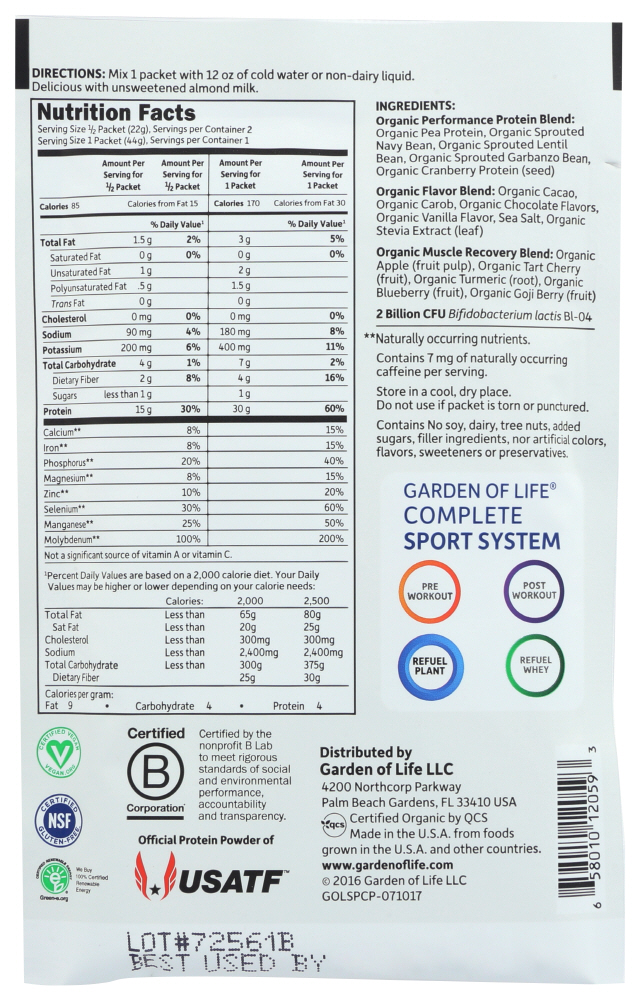 DIRECTIONS: Mix 1 packet with 12 oz of cold water or non-dairy liquid.
Delicious with unsweetened almond milk.
Nutrition Facts
Serving Size ½ Packet (22g), Servings per Container 2
Serving Size 1 Packet (44g), Servings per Container 1
Amount Per Serving for ½ Packet Amount Per Serving for ½ Packet Amount Per Serving for 1 Packet Amount Per Serving for 1 Packet
Calories 85 Calories from Fat 15 Calories 170 Calories from Fat 30
% Daily Value¹ % Daily Value¹
Total Fat 1.5 g 2% 3 g 5%
Saturated Fat 0 g 0% 0 g 0%
Unsaturated Fat 1 g 2 g
Polyunsaturated Fat .5 g 1.5 g
Trans Fat 0 g 0 g
Cholesterol 0 mg 0% 0 mg 0%
Sodium 90 mg 4% 180 mg 8%
Potassium 200 mg 6% 400 mg 11%
Total Carbohydrate 4 g 1% 7 g 2%
Dietary Fiber 2 g 8% 4 g 16%
Sugars less than 1 g 1 g
Protein 15 g 30% 30 g 60%
Calcium** 8% 15%
Iron** 8% 15%
Phosphorus** 20% 40%
Magnesium** 8% 15%
Zinc** 10% 20%
Selenium** 30% 60%
Manganese** 25% 50%
Molybdenum** 100% 200%
Not a significant source of vitamin A or vitamin C.
¹Percent Daily Values are based on a 2,000 calorie diet. Your Daily
Values may be higher or lower depending on your calorie needs:
Calories: 2,000 2,500
Total Fat Less than 65g 80g
Sat Fat Less than 20g 25g
Cholesterol Less than 300mg 300mg
Sodium Less than 2,400mg 2,400mg
Total Carbohydrate Less than 300g 375g
Dietary Fiber 25g 30g
Calories per gram:
Fat 9 • Carbohydrate 4 • Protein 4
INGREDIENTS:
Organic Performance Protein Blend:
Organic Pea Protein, Organic Sprouted
Navy Bean, Organic Sprouted Lentil
Bean, Organic Sprouted Garbanzo Bean,
Organic Cranberry Protein (seed)
Organic Flavor Blend: Organic Cacao,
Organic Carob, Organic Chocolate Flavors,
Organic Vanilla Flavor, Sea Salt, Organic
Stevia Extract (leaf)
Organic Muscle Recovery Blend: Organic
Apple (fruit pulp), Organic Tart Cherry
(fruit), Organic Turmeric (root), Organic
Blueberry (fruit), Organic Goji Berry (fruit)
2 Billion CFU Bifidobacterium lactis Bl-04
**Naturally occurring nutrients.
Contains 7 mg of naturally occurring
caffeine per serving.
Store in a cool, dry place.
Do not use if packet is torn or punctured.
Contains No soy, dairy, tree nuts, added
sugars, filler ingredients, nor artificial colors,
flavors, sweeteners or preservatives.
GARDEN OF LIFE®
COMPLETE
SPORT SYSTEM
PRE WORKOUT
POST WORKOUT
REFUEL PLANT
REFUEL WHEY
CERTIFIED VEGAN
V
VEGAN.ORG
CERTIFIED
NSF
GLUTEN-FREE
We Buy
100% Certified
Renewable
Energy
Green-e.org
Certified
B
Corporation
Certified by the
nonprofit B Lab
to meet rigorous
standards of social
and environmental
performance,
accountability
and transparency.
Official Protein Powder of
USATF™
Distributed by
Garden of Life LLC
4200 Northcorp Parkway
Palm Beach Gardens, FL 33410 USA
QCS Certified Organic by QCS
Made in the U.S.A. from foods
grown in the U.S.A. and other countries.
www.gardenoflife.com
© 2016 Garden of Life LLC
GOLSPCP-071017
6 58010 12059 3
LOT#72561B
BEST USED BY